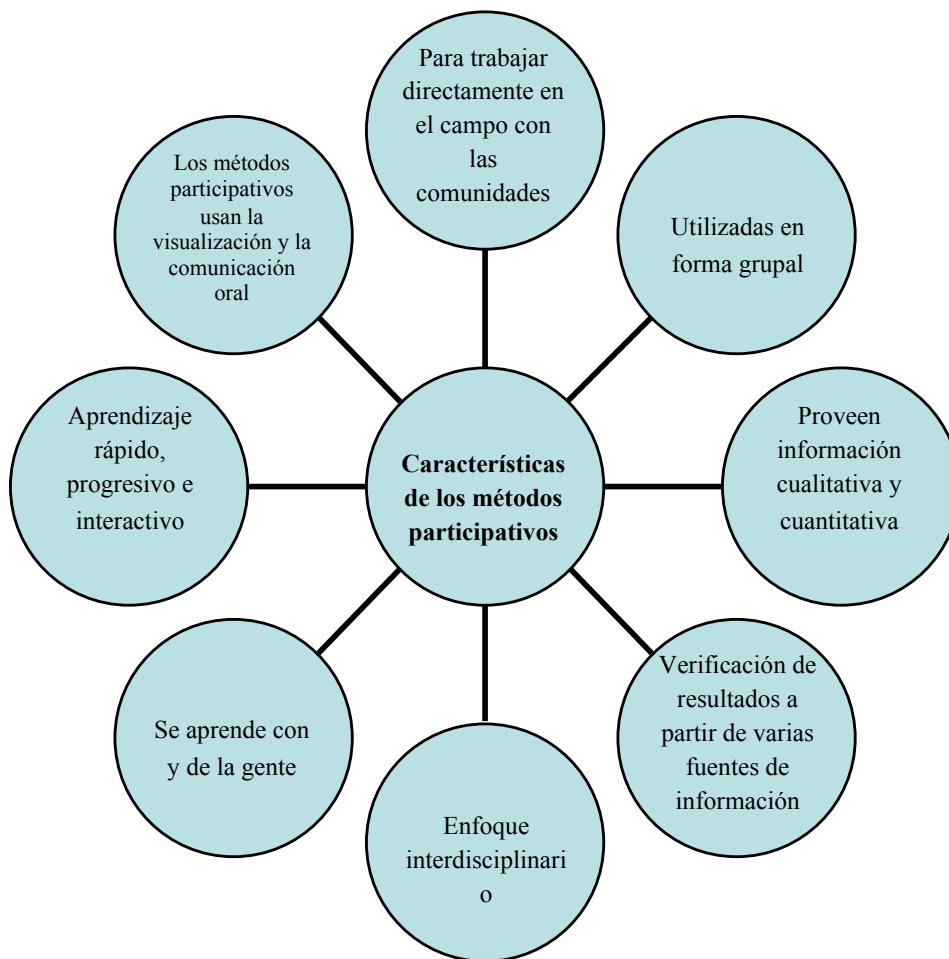 Para trabajar
directamente en
el campo con
las
comunidades
Utilizadas en
forma grupal
Proveen
información
cualitativa y
cuantitativa
Verificación de
resultados a
partir de varias
fuentes de
información
Enfoque
interdisciplinari
o
Se aprende con
y de la gente
Aprendizaje
rápido,
progresivo e
interactivo
Los métodos
participativos
usan la
visualización y la
comunicación
oral
Características
de los métodos
participativos